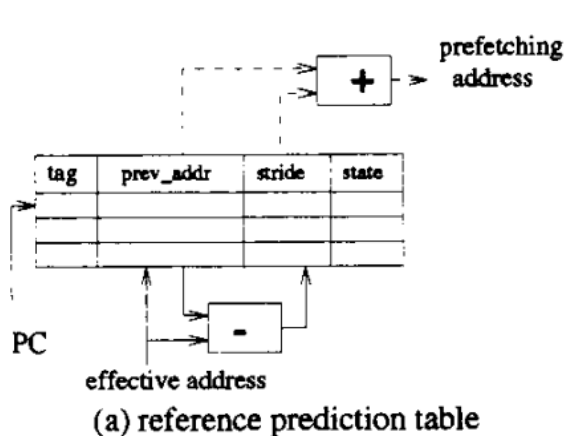 prefetching
address
+
tag prev_addr stride state
-
PC
effective address
(a) reference prediction table